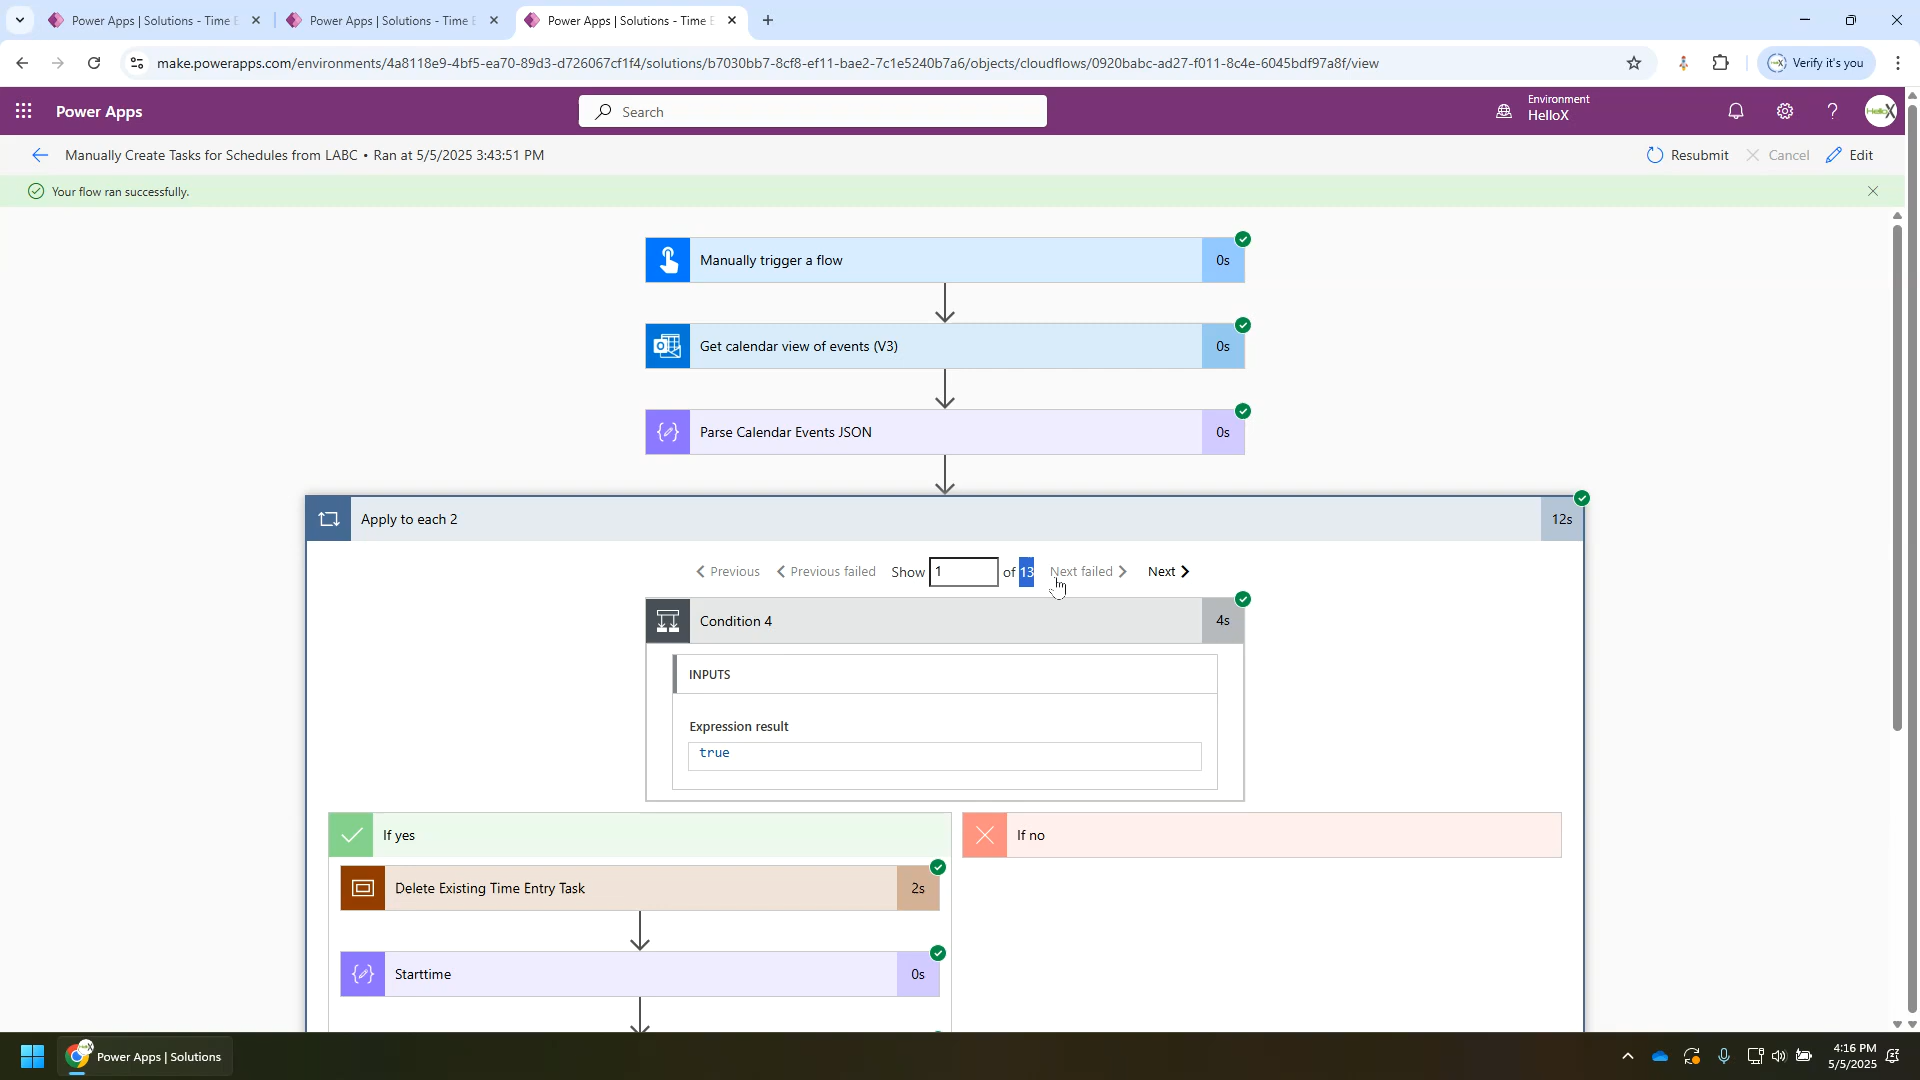 Power Apps | Solutions - Time E
Power Apps | Solutions - Time E
Power Apps | Solutions - Time E
make.powerapps.com/environments/4a8118e9-4bf5-ea70-89d3-d726067cf1f4/solutions/b7030bb7-8cf8-ef11-bae2-7c1e5240b7a6/objects/cloudflows/0920babc-ad27-f011-8c4e-6045bdf97a8f/view
Verify it's you
Power Apps
Search
Environment
HelloX
HelloX
Manually Create Tasks for Schedules from LABC • Ran at 5/5/2025 3:43:51 PM
Resubmit
Cancel
Edit
Your flow ran successfully.
Manually trigger a flow
0s
Get calendar view of events (V3)
0s
Parse Calendar Events JSON
0s
Apply to each 2
12s
Previous
Previous failed
Show 1 of 13
Next failed
Next
Condition 4
4s
INPUTS
Expression result
true
If yes
If no
Delete Existing Time Entry Task
2s
Starttime
0s
Power Apps | Solutions
4:16 PM
5/5/2025